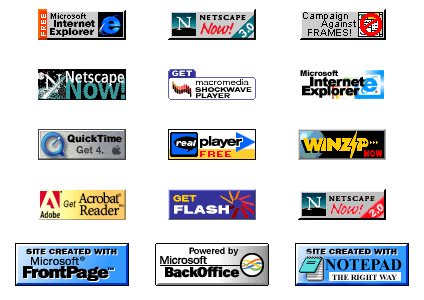 FREE
Microsoft
Internet
Explorer
NETSCAPE
Now! 3.0
Campaign
Against
FRAMES!
Netscape
Now!
GET
macromedia
SHOCKWAVE
PLAYER
Microsoft
Internet
Explorer
QuickTime
Get 4.
real player
FREE
WINZIP
NOW
Adobe
Get Acrobat
Reader
GET
FLASH
NETSCAPE
Now! 2.0
SITE CREATED WITH
Microsoft®
FrontPage™
Powered by
Microsoft
BackOffice
SITE CREATED WITH
NOTEPAD
THE RIGHT WAY